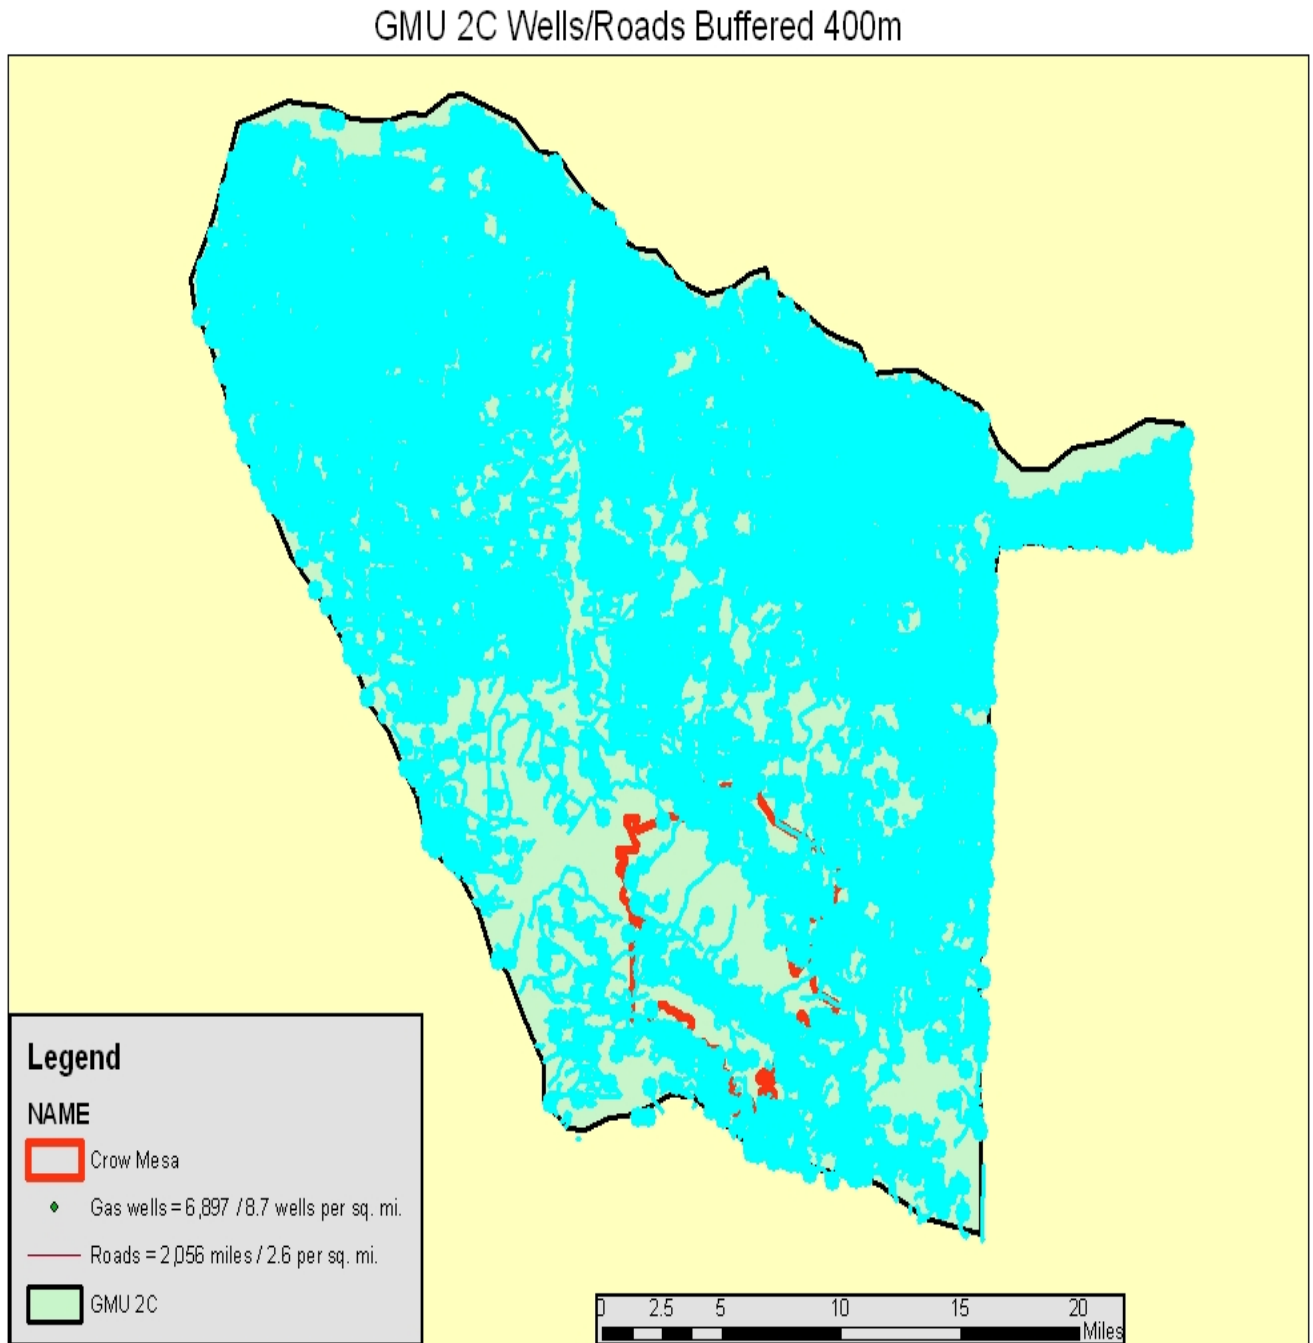 GMU 2C Wells/Roads Buffered 400m
Legend
NAME
Crow Mesa
Gas wells = 6,897 / 8.7 wells per sq. mi.
Roads = 2,056 miles / 2.6 per sq. mi.
GMU 2C
0 2.5 5 10 15 20
Miles